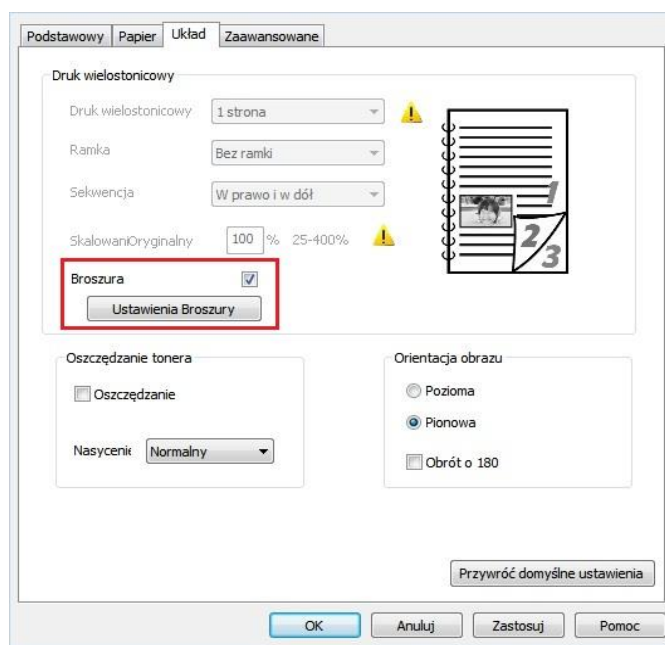 Podstawowy Papier Układ Zaawansowane
Druk wielostonicowy
Druk wielostonicowy 1 strona
Ramka Bez ramki
Sekwencja W prawo i w dół
SkalowaniOryginalny 100 % 25-400%
1
2
3
Broszura
Ustawienia Broszury
Oszczędzanie tonera
Oszczędzanie
Nasycenie Normalny
Orientacja obrazu
Pozioma
Pionowa
Obrót o 180
Przywróć domyślne ustawienia
OK Anuluj Zastosuj Pomoc